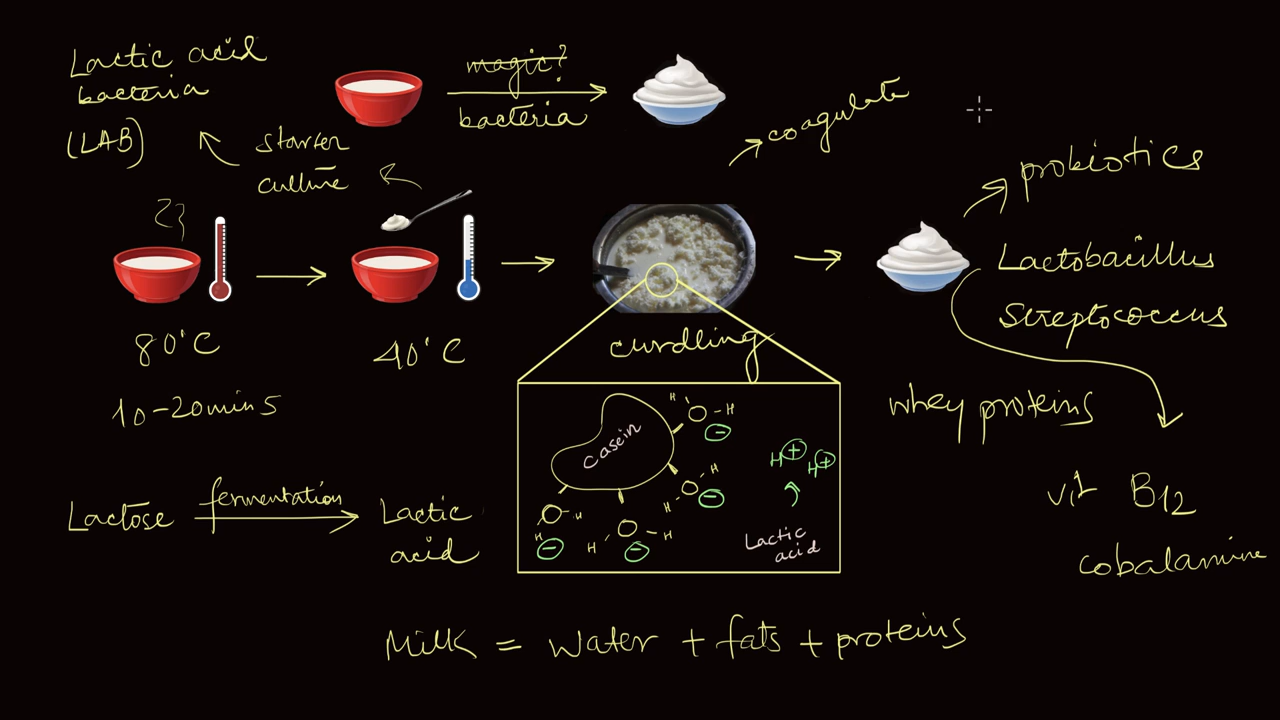 Lactic acid
bacteria
(LAB)
magic?
bacteria
starter
culture
coagulate
probiotics
Lactobacillus
Streptococcus
80°C
10-20mins
40°C
curdling
whey proteins
vit B12
cobalamine
Lactose
fermentation
Lactic
acid
casein
H
O
H
-
O
H
H
-
O
H
H
-
H
O
H
-
H+
H+
Lactic
acid
Milk = water + fats + proteins